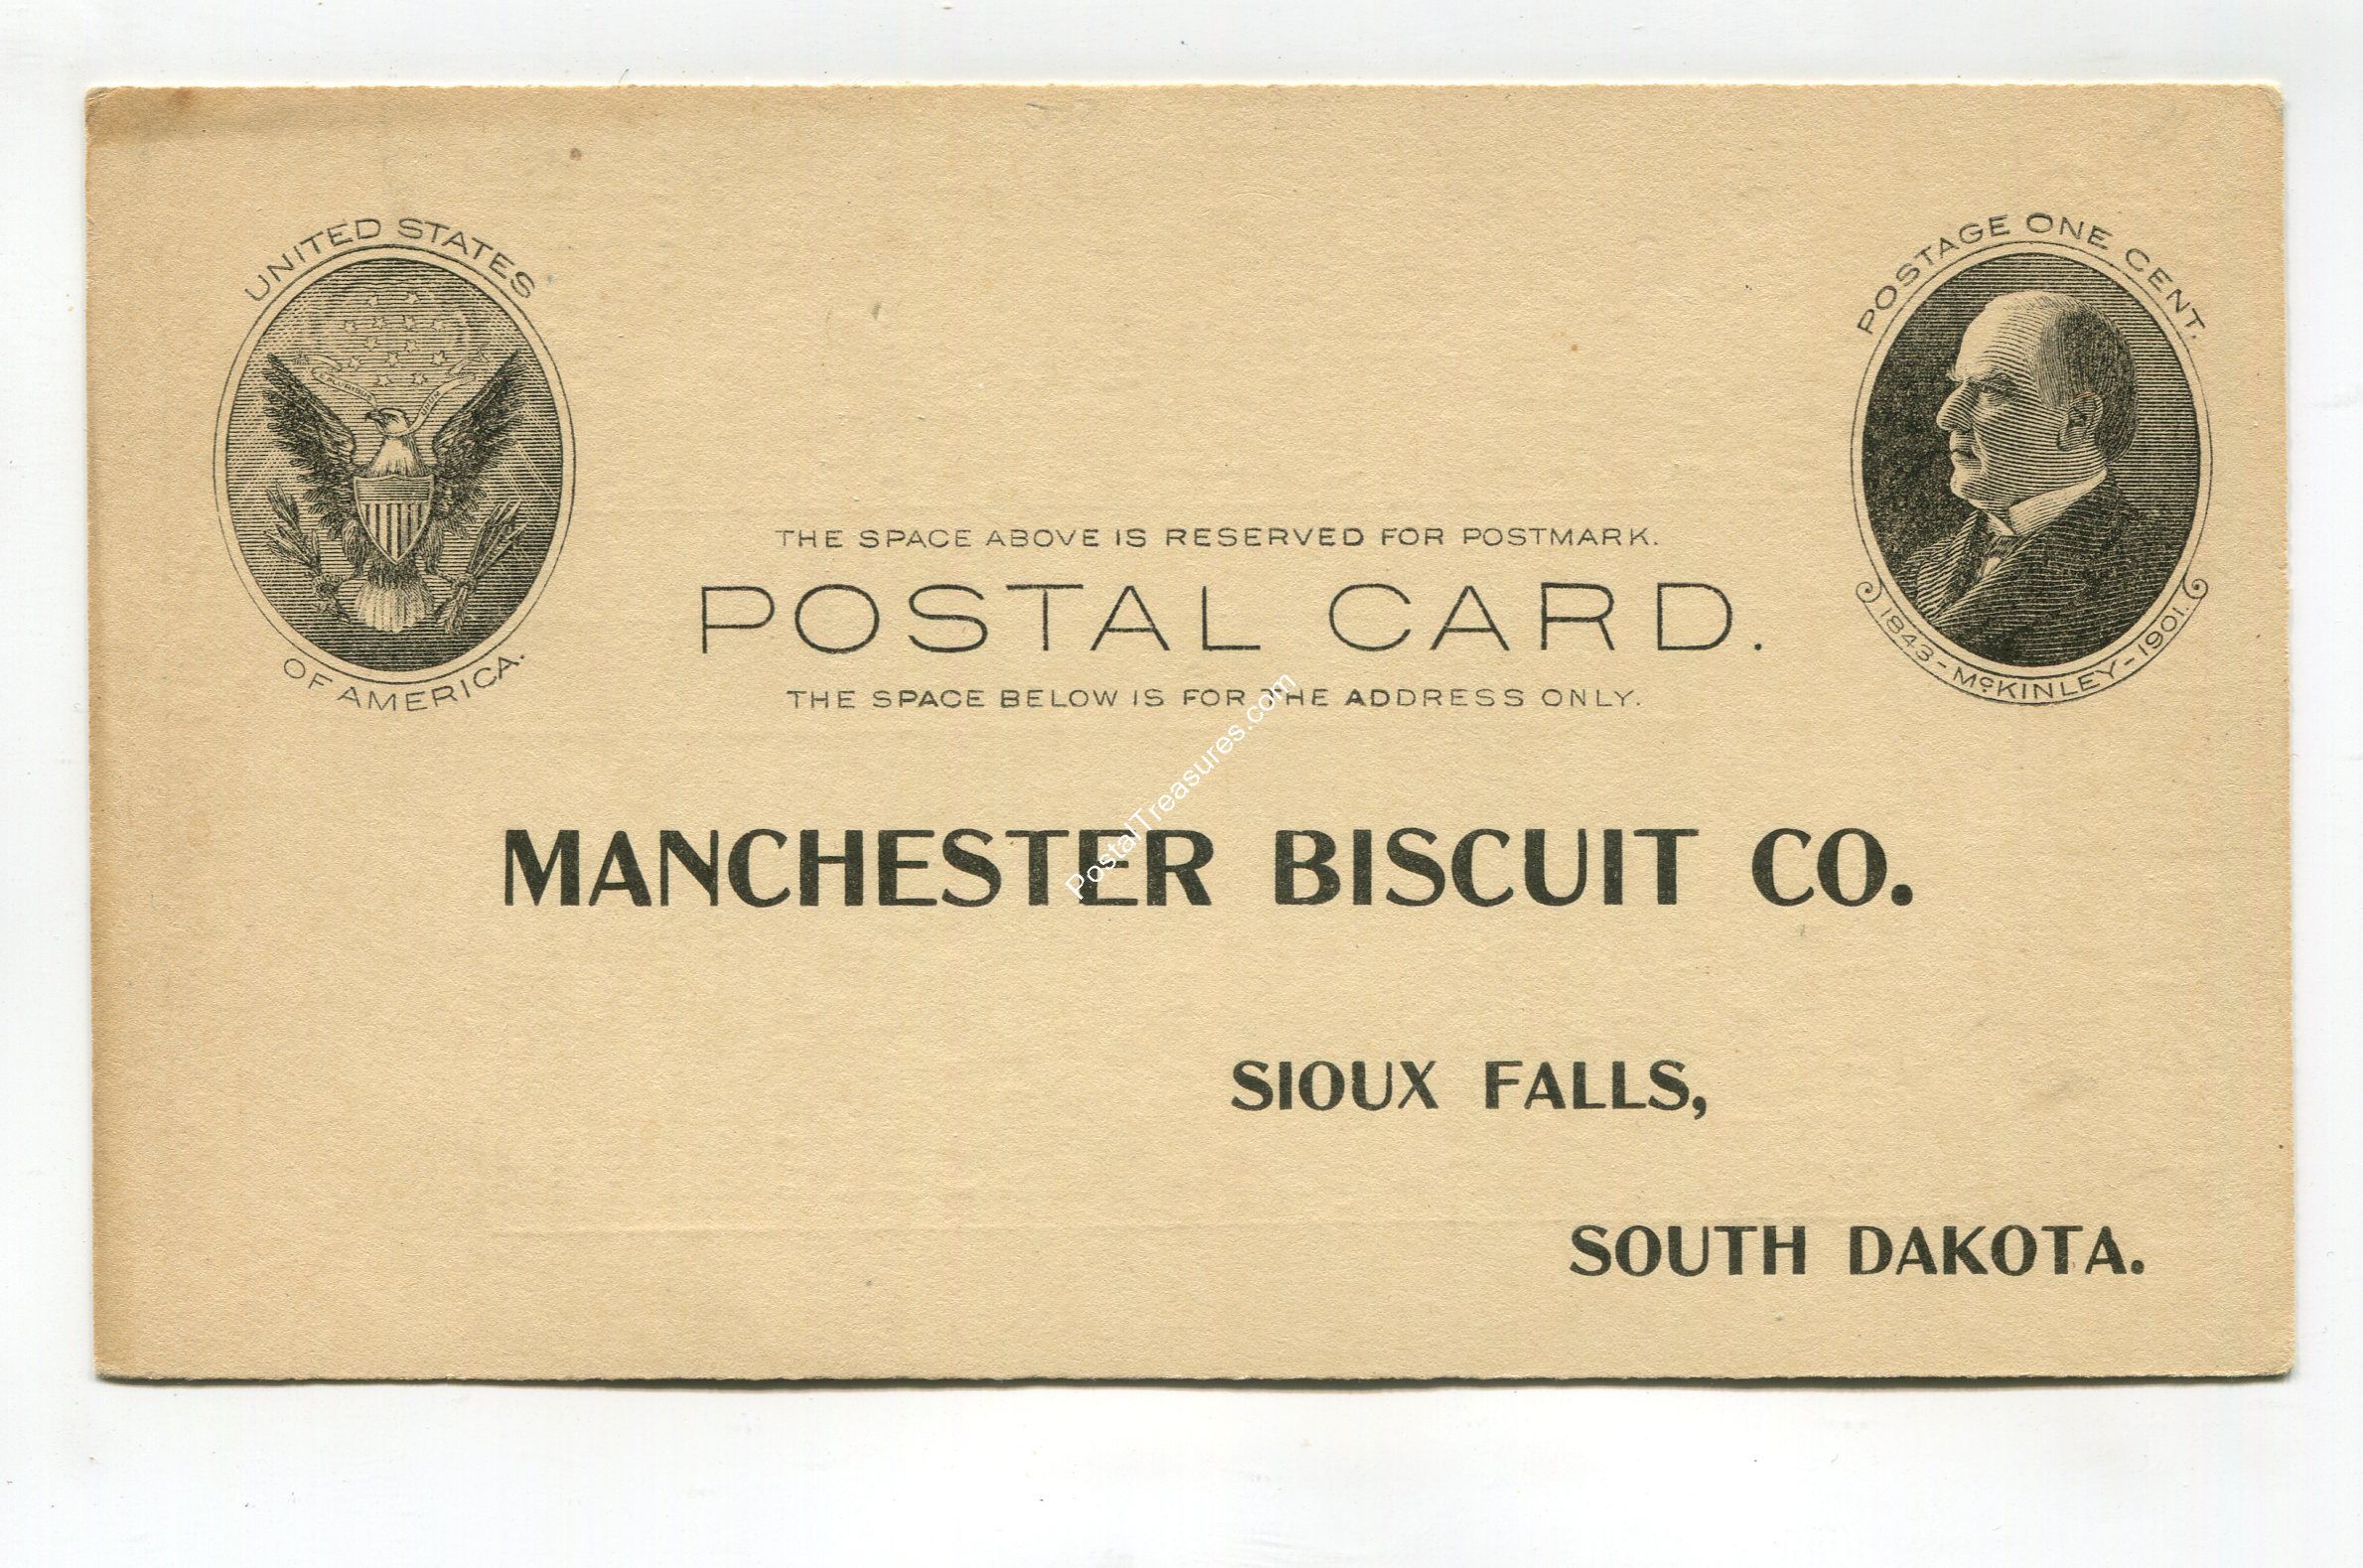 UNITED STATES
OF AMERICA.
POSTAGE ONE CENT.
1843-McKINLEY-1901.
THE SPACE ABOVE IS RESERVED FOR POSTMARK.
POSTAL CARD.
THE SPACE BELOW IS FOR THE ADDRESS ONLY.
PostalTreasures.com
MANCHESTER BISCUIT CO.
SIOUX FALLS,
SOUTH DAKOTA.